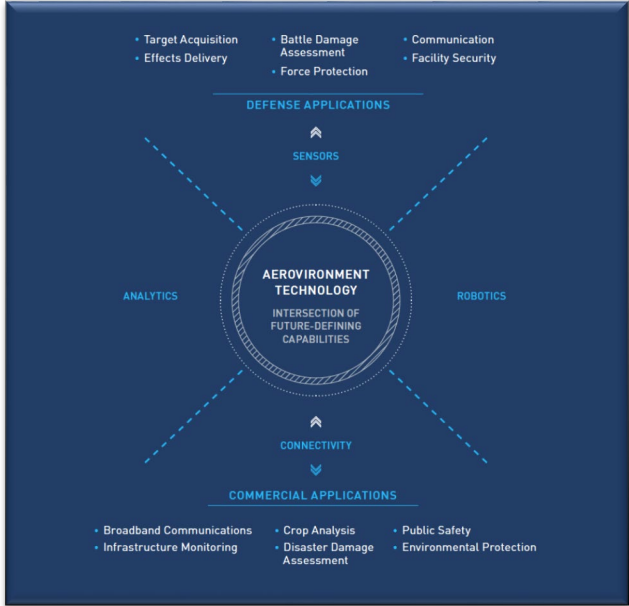 Target Acquisition
Effects Delivery
Battle Damage
Assessment
Force Protection
Communication
Facility Security
DEFENSE APPLICATIONS
SENSORS
ANALYTICS
AEROVIRONMENT
TECHNOLOGY
INTERSECTION OF
FUTURE-DEFINING
CAPABILITIES
ROBOTICS
CONNECTIVITY
COMMERCIAL APPLICATIONS
Broadband Communications
Infrastructure Monitoring
Crop Analysis
Disaster Damage
Assessment
Public Safety
Environmental Protection